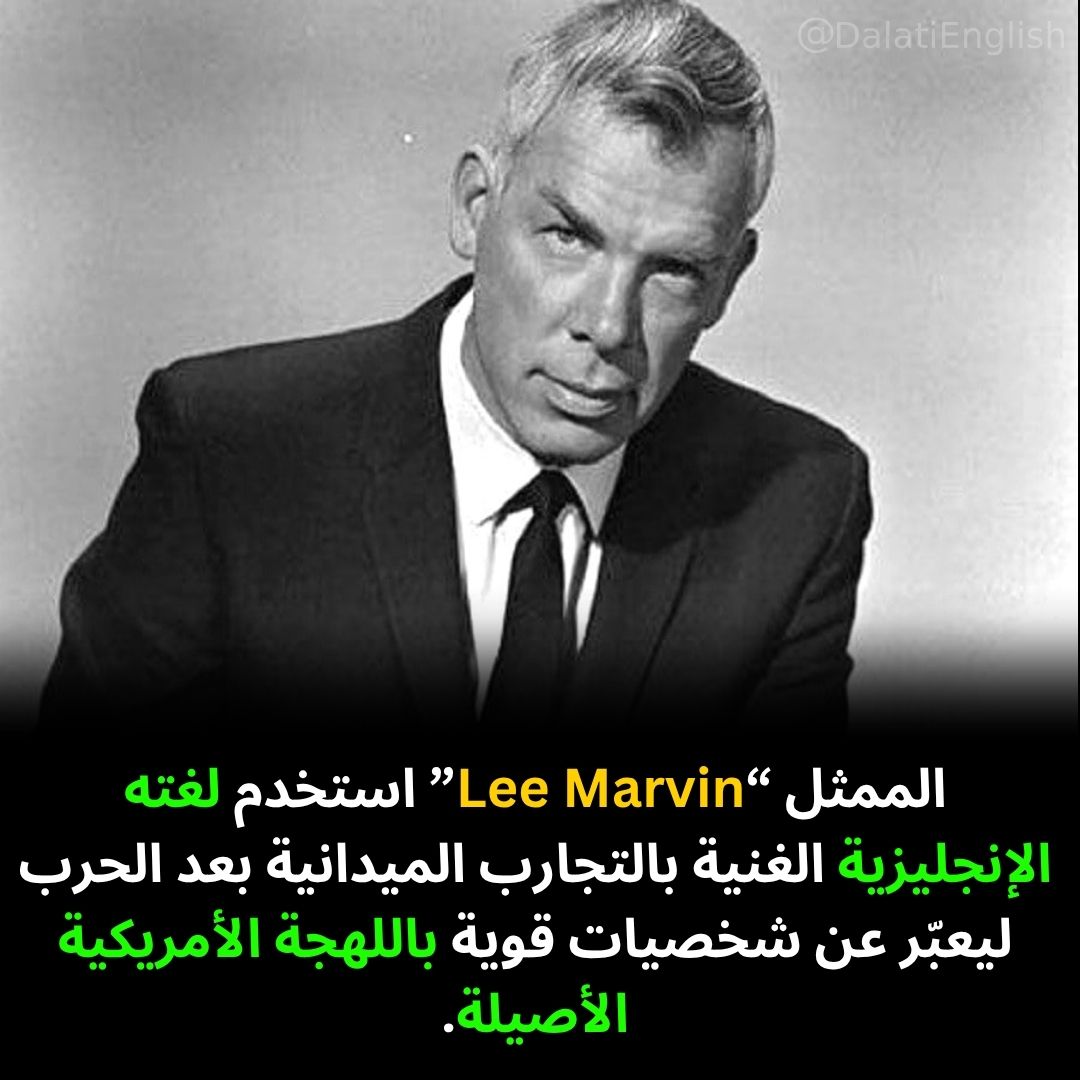 @DalatiEnglish
الممثل “Lee Marvin” استخدم لغته
الإنجليزية الغنية بالتجارب الميدانية بعد الحرب
ليعبّر عن شخصيات قوية باللهجة الأمريكية
الأصيلة.